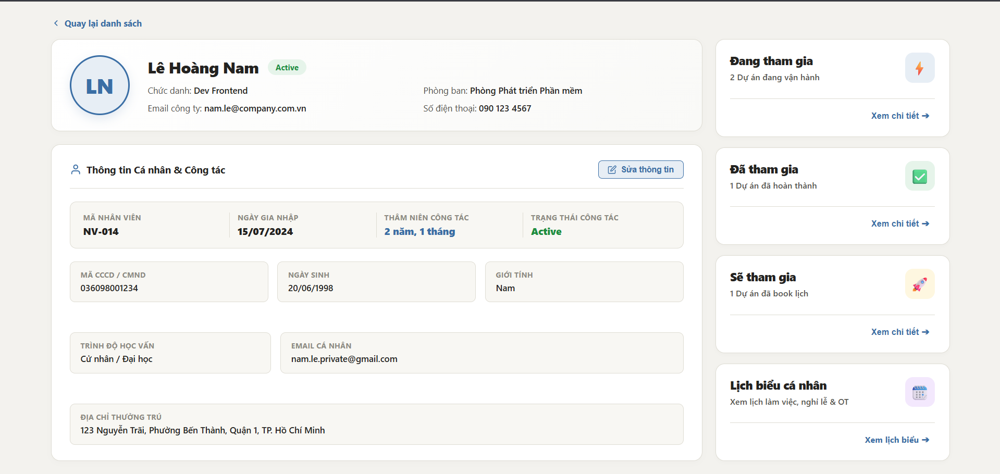 Quay lại danh sách
LN
Lê Hoàng Nam
Active
Chức danh: Dev Frontend
Phòng ban: Phòng Phát triển Phần mềm
Email công ty: nam.le@company.com.vn
Số điện thoại: 090 123 4567
Thông tin Cá nhân & Công tác
Sửa thông tin
MÃ NHÂN VIÊN
NV-014
NGÀY GIA NHẬP
15/07/2024
THÂM NIÊN CÔNG TÁC
2 năm, 1 tháng
TRẠNG THÁI CÔNG TÁC
Active
MÃ CCCD / CMND
036098001234
NGÀY SINH
20/06/1998
GIỚI TÍNH
Nam
TRÌNH ĐỘ HỌC VẤN
Cử nhân / Đại học
EMAIL CÁ NHÂN
nam.le.private@gmail.com
ĐỊA CHỈ THƯỜNG TRÚ
123 Nguyễn Trãi, Phường Bến Thành, Quận 1, TP. Hồ Chí Minh
Đang tham gia
2 Dự án đang vận hành
Xem chi tiết →
Đã tham gia
1 Dự án đã hoàn thành
Xem chi tiết →
Sẽ tham gia
1 Dự án đã book lịch
Xem chi tiết →
Lịch biểu cá nhân
Xem lịch làm việc, nghỉ lễ & OT
Xem lịch biểu →